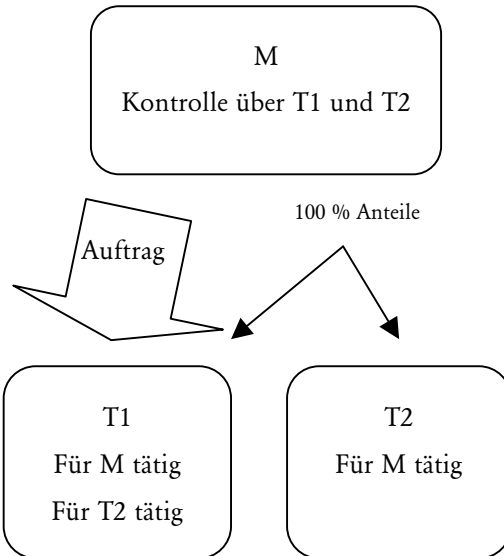 M
Kontrolle über T1 und T2
100 % Anteile
Auftrag
T1
Für M tätig
Für T2 tätig
T2
Für M tätig